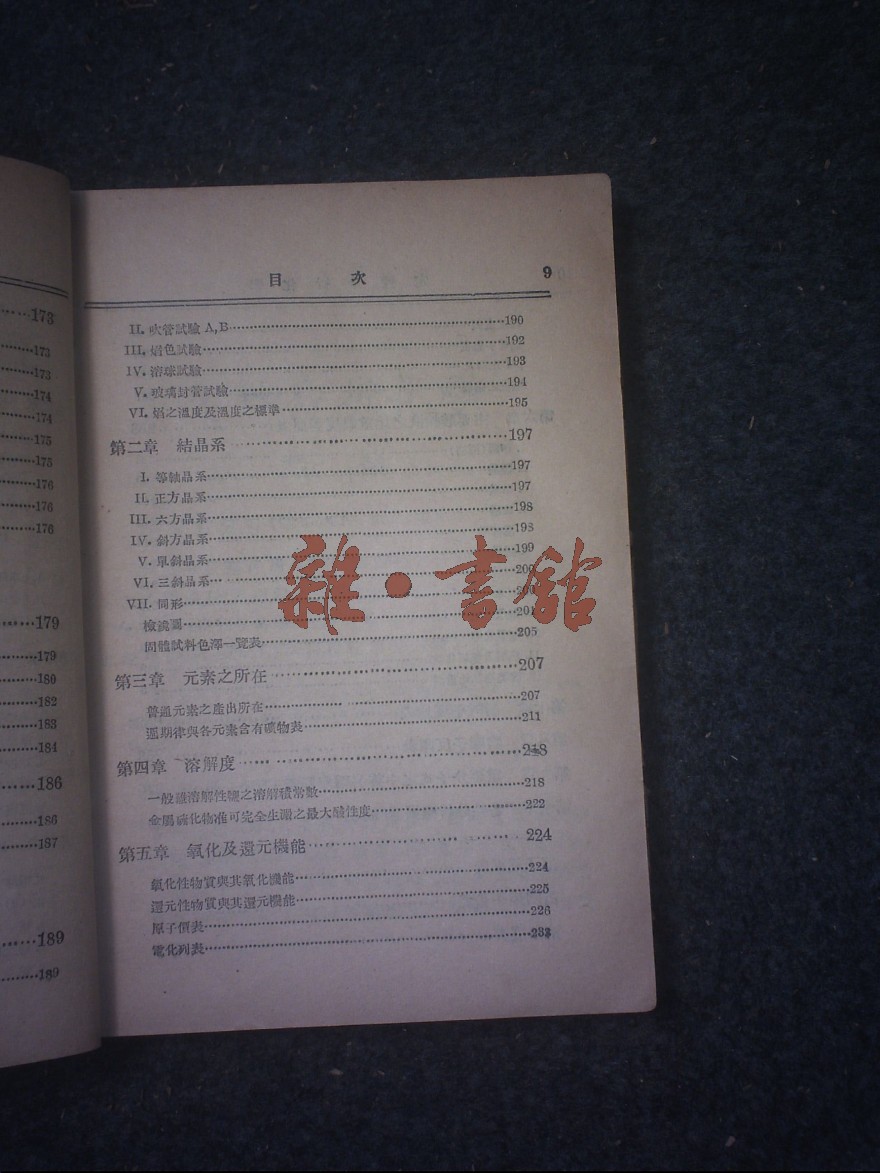 173
173
173
174
174
175
175
176
176
176
179
179
180
182
183
184
186
186
187
189
189
目 次 9
II. 吹管試驗 A, B 190
III. 焰色試驗 192
IV. 溶球試驗 193
V. 玻璃封管試驗 194
VI. 焰之溫度及溫度之標準 195
第二章 結晶系 197
I. 等軸晶系 197
II. 正方晶系 197
III. 六方晶系 198
IV. 斜方晶系 198
V. 單斜晶系 199
VI. 三斜晶系 200
VII. 同形 200
檢鏡圖 201
固體試料色澤一覽表 205
第三章 元素之所在 207
普通元素之產出所在 207
週期律與各元素含有礦物表 211
第四章 溶解度 218
一般難溶解性鹽之溶解積常數 218
金屬硫化物准可完全生澱之最大酸性度 222
第五章 氧化及還元機能 224
氧化性物質與其氧化機能 224
還元性物質與其還元機能 225
原子價表 226
電化列表
雜·書館